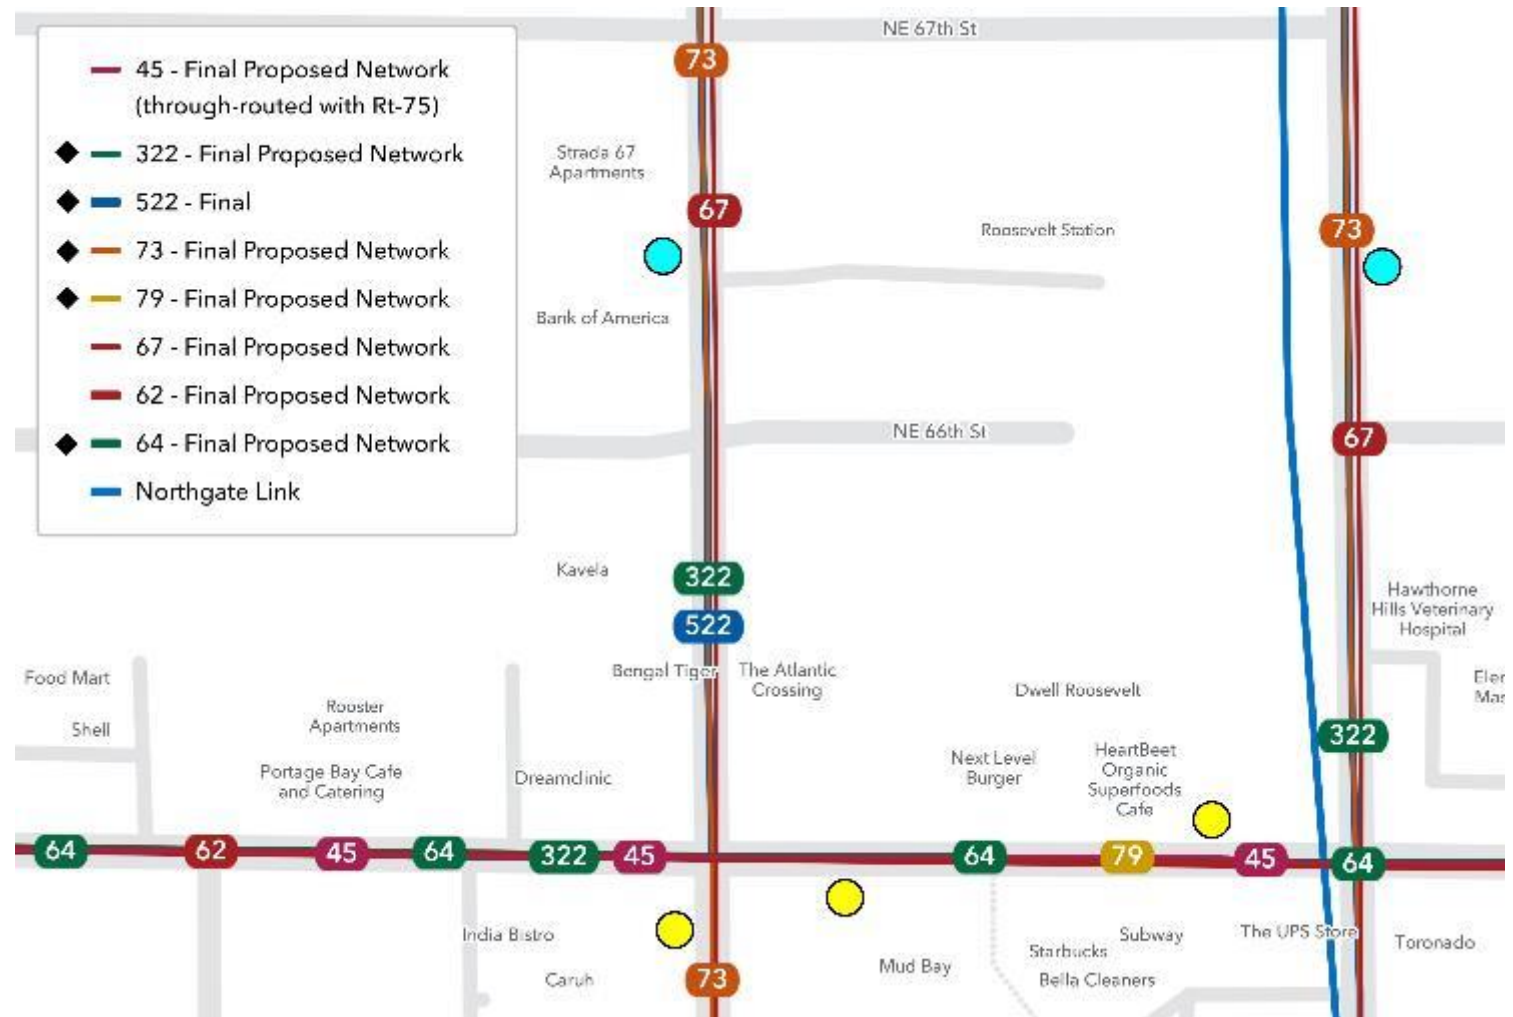 45 - Final Proposed Network
(through-routed with Rt-75)
322 - Final Proposed Network
522 - Final
73 - Final Proposed Network
79 - Final Proposed Network
67 - Final Proposed Network
62 - Final Proposed Network
64 - Final Proposed Network
Northgate Link
NE 67th St
73
Strada 67
Apartments
67
Roosevelt Station
73
Bank of America
NE 66th St
67
Kavela
322
522
Hawthorne
Hills Veterinary
Hospital
Bengal Tiger
The Atlantic
Crossing
Food Mart
Shell
Rooster
Apartments
Dwell Roosevelt
322
Portage Bay Cafe
and Catering
Dreamclinic
Next Level
Burger
HeartBeet
Organic
Superfoods
Cafe
64
62
45
64
322
45
64
79
45
64
India Bistro
Caruh
73
Mud Bay
Starbucks
Subway
Bella Cleaners
The UPS Store
Toronado